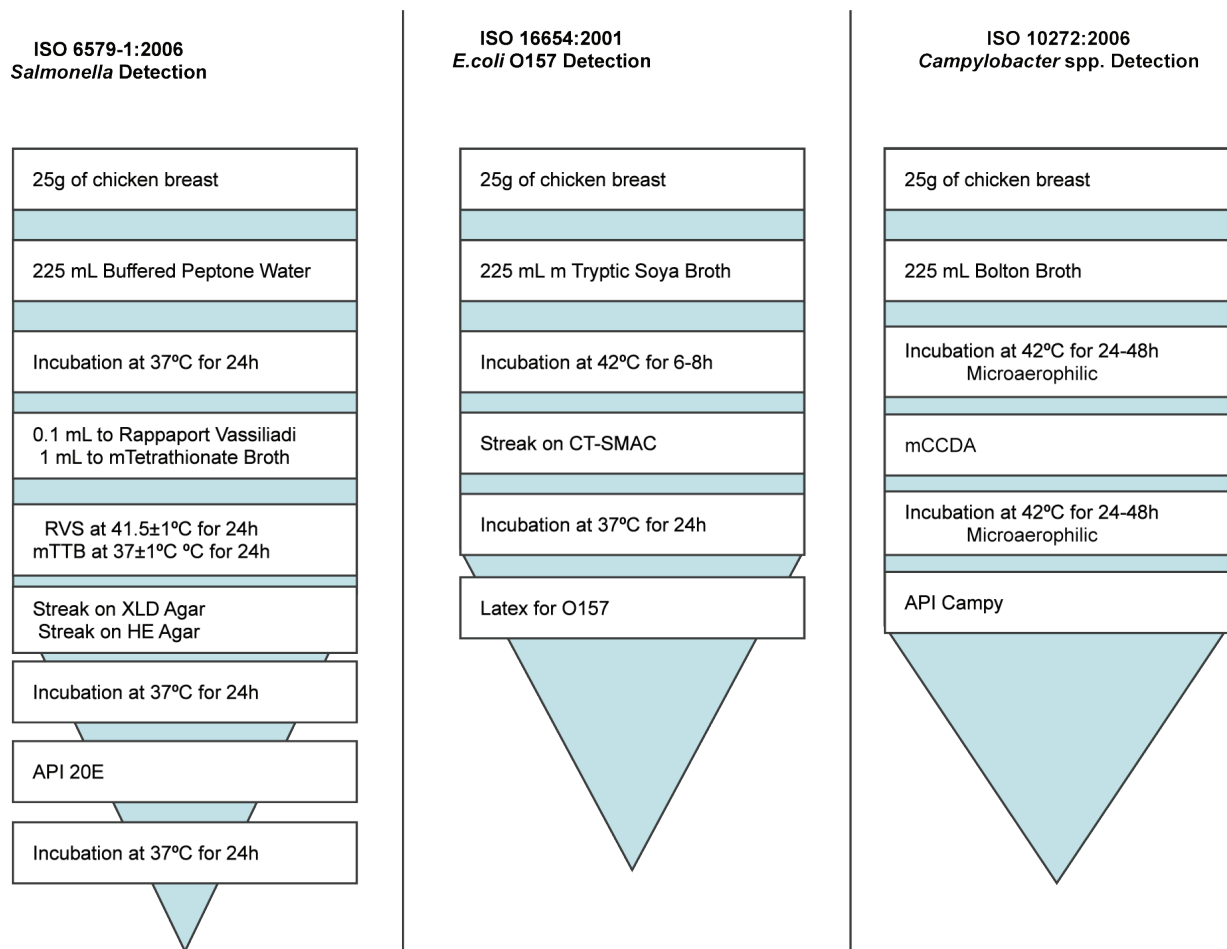 ISO 6579-1:2006
Salmonella Detection
25g of chicken breast
225 mL Buffered Peptone Water
Incubation at 37ºC for 24h
0.1 mL to Rappaport Vassiliadi
1 mL to mTetrathionate Broth
RVS at 41.5±1ºC for 24h
mTTB at 37±1ºC ºC for 24h
Streak on XLD Agar
Streak on HE Agar
Incubation at 37ºC for 24h
API 20E
Incubation at 37ºC for 24h
ISO 16654:2001
E.coli O157 Detection
25g of chicken breast
225 mL m Tryptic Soya Broth
Incubation at 42ºC for 6-8h
Streak on CT-SMAC
Incubation at 37ºC for 24h
Latex for O157
ISO 10272:2006
Campylobacter spp. Detection
25g of chicken breast
225 mL Bolton Broth
Incubation at 42ºC for 24-48h
Microaerophilic
mCCDA
Incubation at 42ºC for 24-48h
Microaerophilic
API Campy